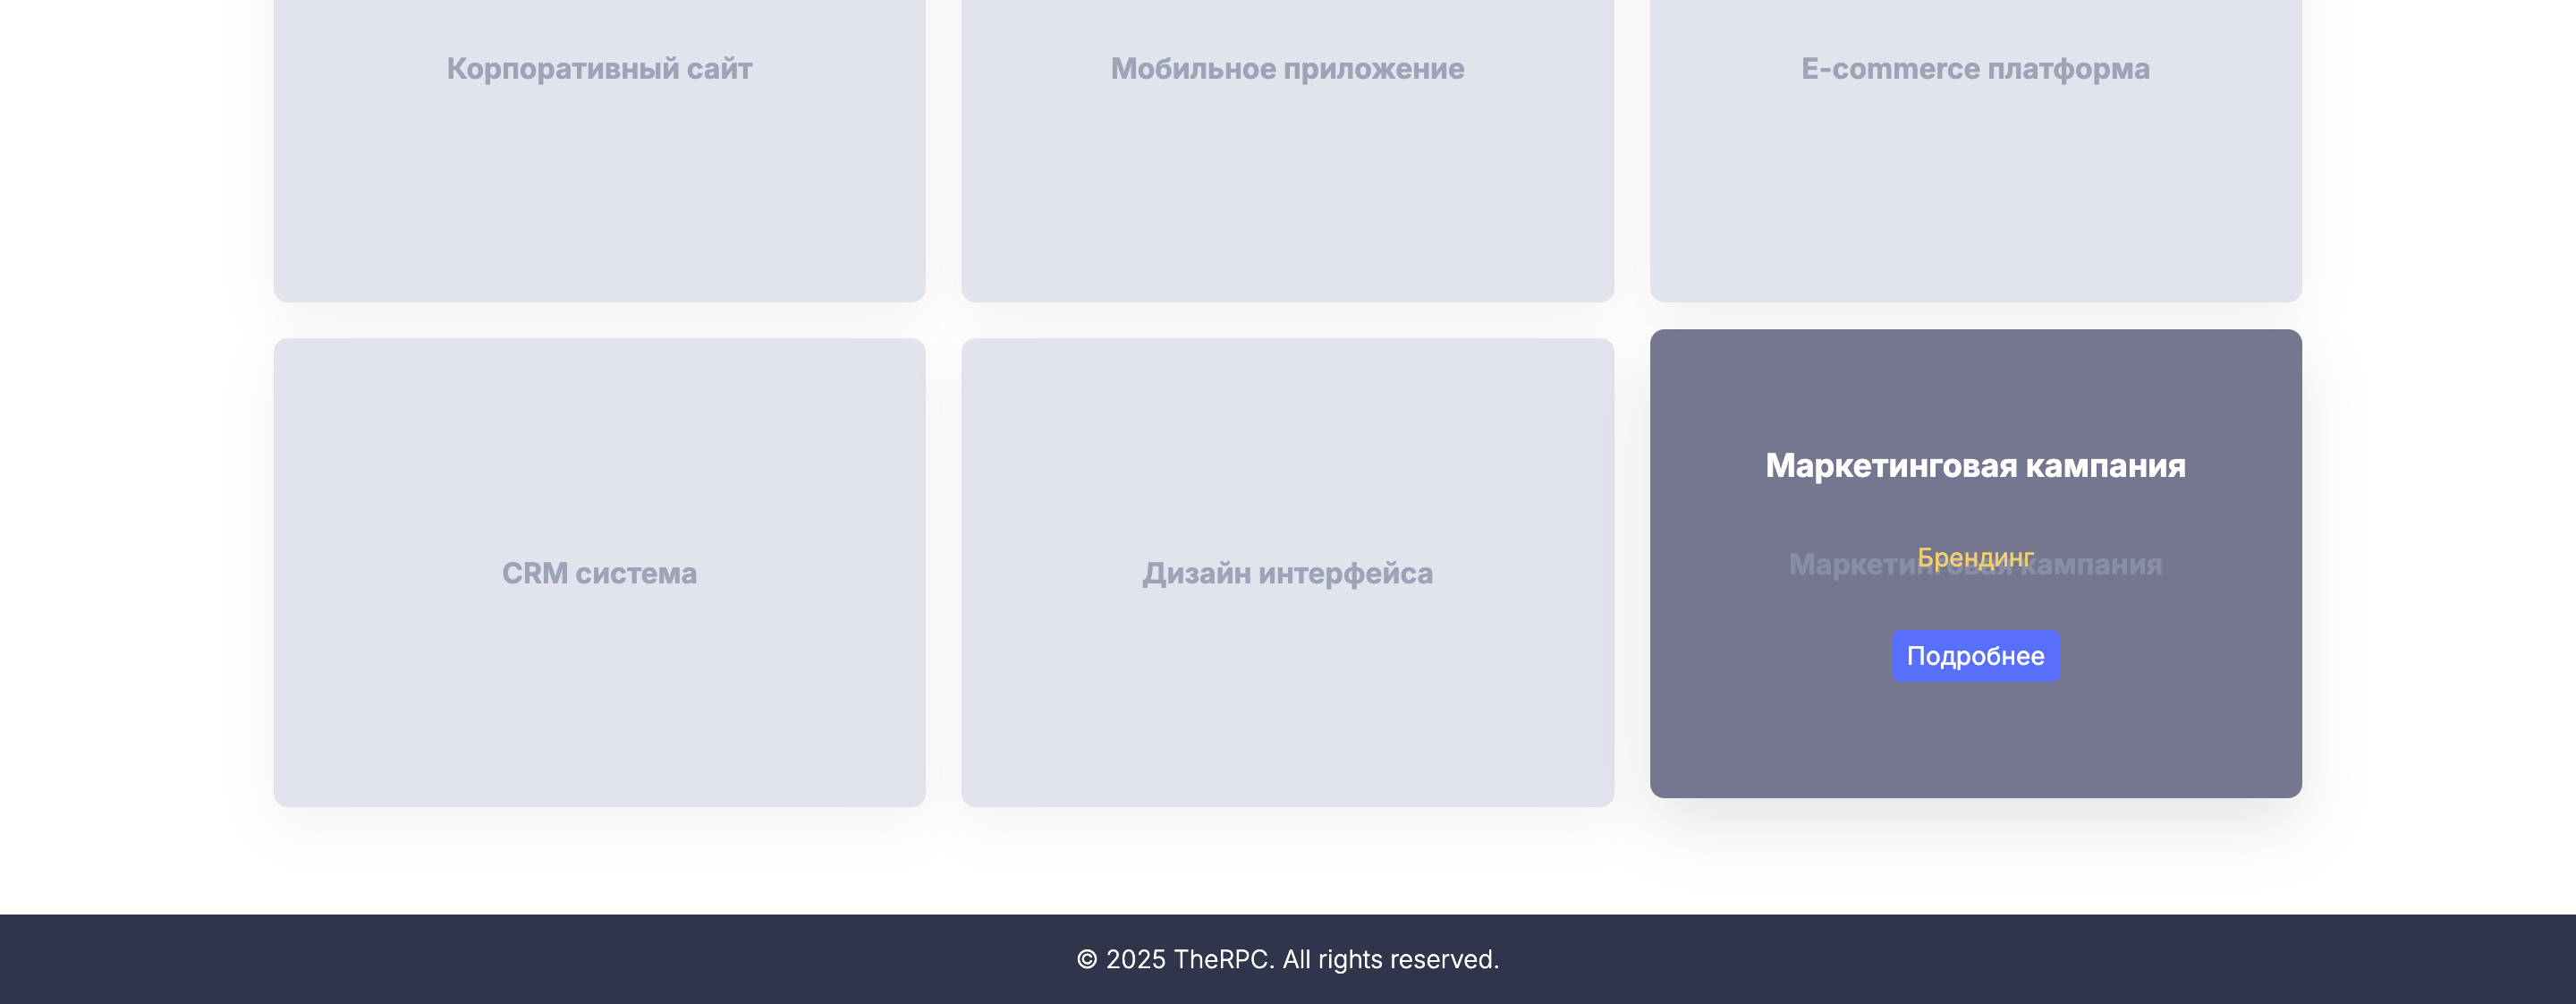 Корпоративный сайт
Мобильное приложение
E-commerce платформа
CRM система
Дизайн интерфейса
Маркетинговая кампания
Маркетинговая кампания
Брендинг
Подробнее
© 2025 TheRPC. All rights reserved.